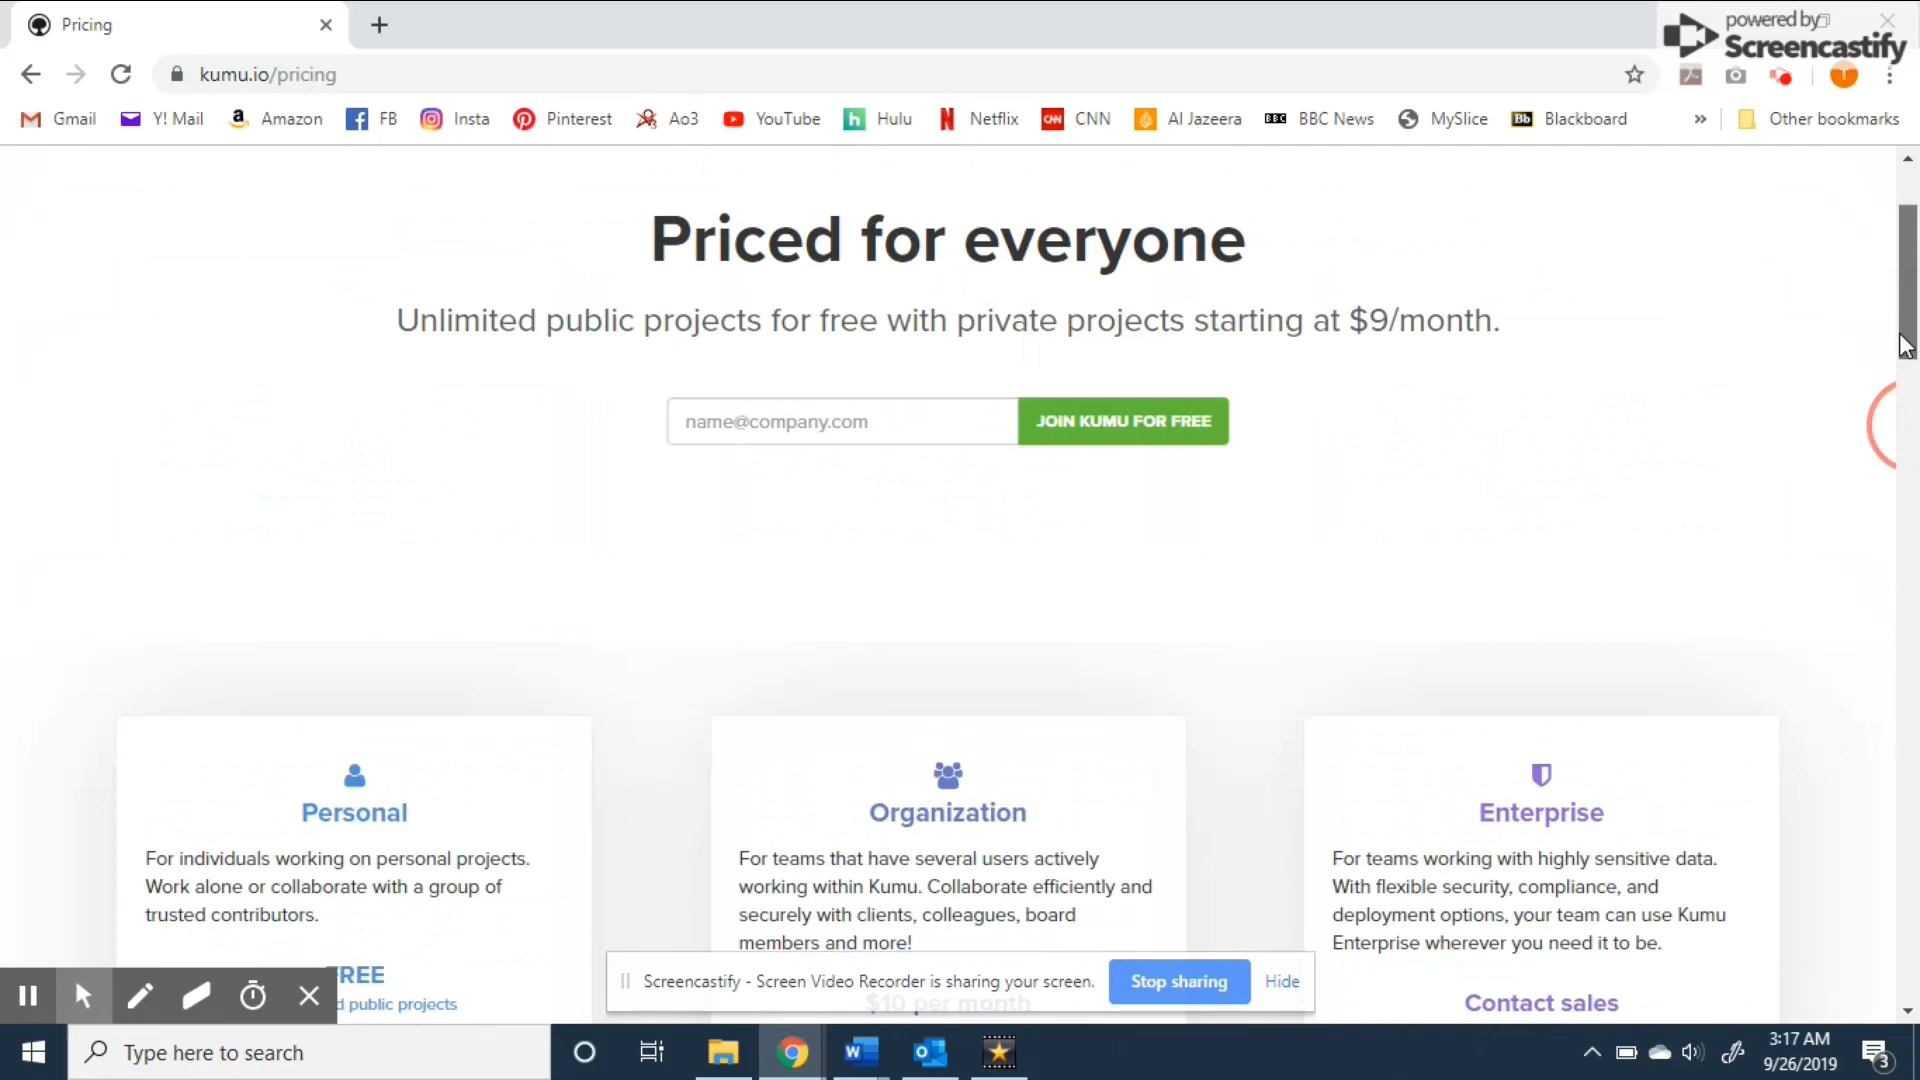 Pricing
powered by
Screencastify
kumu.io/pricing
T
Gmail Y! Mail Amazon FB Insta Pinterest Ao3 YouTube Hulu Netflix CNN Al Jazeera BBC News MySlice Blackboard » Other bookmarks
Priced for everyone
Unlimited public projects for free with private projects starting at $9/month.
name@company.com JOIN KUMU FOR FREE
Personal
For individuals working on personal projects.
Work alone or collaborate with a group of
trusted contributors.
FREE
d public projects
Organization
For teams that have several users actively
working within Kumu. Collaborate efficiently and
securely with clients, colleagues, board
members and more!
$10 per month
Enterprise
For teams working with highly sensitive data.
With flexible security, compliance, and
deployment options, your team can use Kumu
Enterprise wherever you need it to be.
Contact sales
Screencastify - Screen Video Recorder is sharing your screen. Stop sharing Hide
Type here to search
3:17 AM
9/26/2019
3